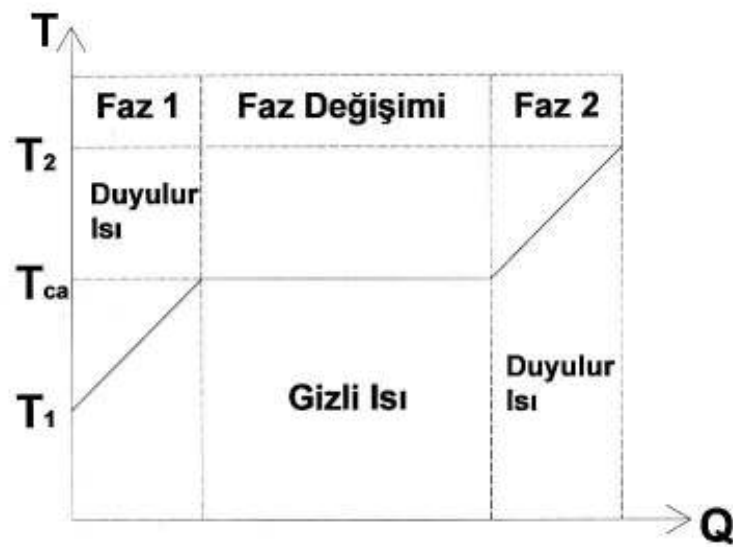 T
Faz 1 Faz Değişimi Faz 2
T2
Duyulur
Isı
Tca
Duyulur
Isı
Gizli Isı
T1
Q